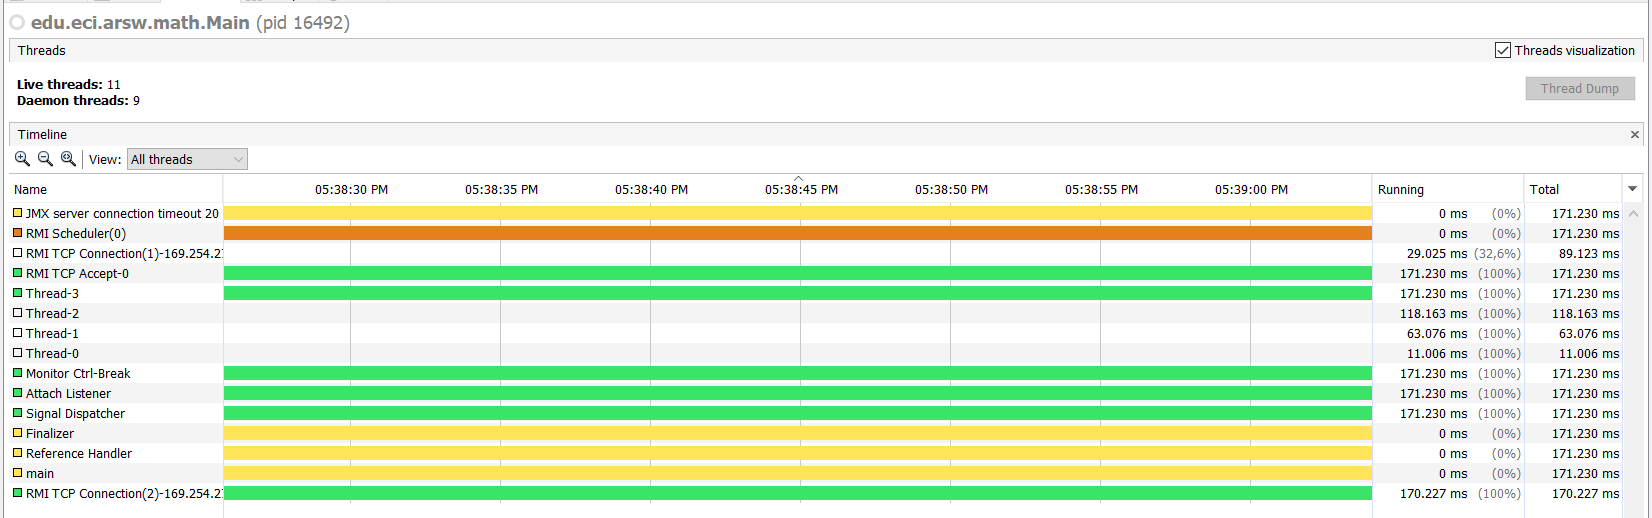 edu.eci.arsw.math.Main (pid 16492)
Threads
Threads visualization
Live threads: 11
Daemon threads: 9
Thread Dump
Timeline
View: All threads
Name 05:38:30 PM 05:38:35 PM 05:38:40 PM 05:38:45 PM 05:38:50 PM 05:38:55 PM 05:39:00 PM Running Total
JMX server connection timeout 20 0 ms (0%) 171.230 ms
RMI Scheduler(0) 0 ms (0%) 171.230 ms
RMI TCP Connection(1)-169.254.2 29.025 ms (32,6%) 89.123 ms
RMI TCP Accept-0 171.230 ms (100%) 171.230 ms
Thread-3 171.230 ms (100%) 171.230 ms
Thread-2 118.163 ms (100%) 118.163 ms
Thread-1 63.076 ms (100%) 63.076 ms
Thread-0 11.006 ms (100%) 11.006 ms
Monitor Ctrl-Break 171.230 ms (100%) 171.230 ms
Attach Listener 171.230 ms (100%) 171.230 ms
Signal Dispatcher 171.230 ms (100%) 171.230 ms
Finalizer 0 ms (0%) 171.230 ms
Reference Handler 0 ms (0%) 171.230 ms
main 0 ms (0%) 171.230 ms
RMI TCP Connection(2)-169.254.2 170.227 ms (100%) 170.227 ms